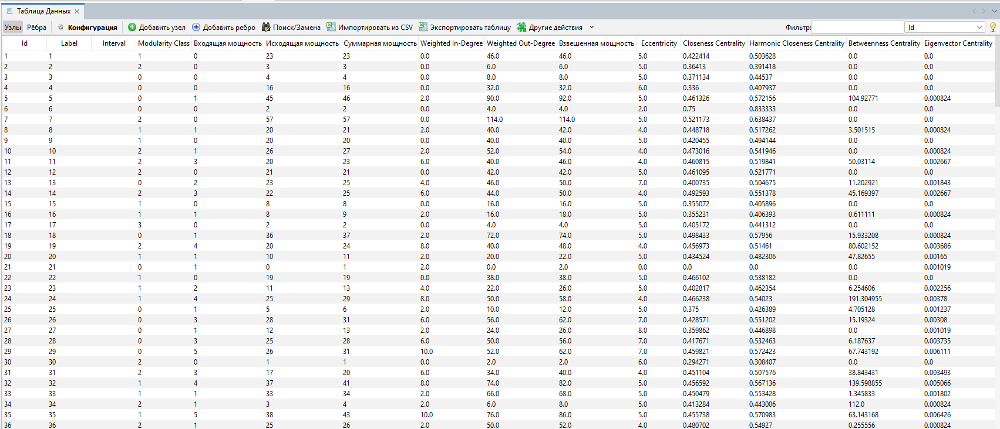 Таблица Данных
Узлы Рёбра Конфигурация Добавить узел Добавить ребро Поиск/Замена Импортировать из CSV Экспортировать таблицу Другие действия Фильтр: Id
Id Label Interval Modularity Class Входящая мощность Исходящая мощность Суммарная мощность Weighted In-Degree Weighted Out-Degree Взвешенная мощность Eccentricity Closeness Centrality Harmonic Closeness Centrality Betweenness Centrality Eigenvector Centrality
1 1 1 0 23 23 0.0 46.0 46.0 5.0 0.422414 0.503628 0.0 0.0
2 2 2 0 3 3 0.0 6.0 6.0 5.0 0.36413 0.391418 0.0 0.0
3 3 0 0 4 4 0.0 8.0 8.0 5.0 0.371134 0.44537 0.0 0.0
4 4 0 0 16 16 0.0 32.0 32.0 6.0 0.336 0.407937 0.0 0.0
5 5 0 1 45 46 2.0 90.0 92.0 5.0 0.461326 0.572156 104.92771 0.000824
6 6 0 0 2 2 0.0 4.0 4.0 2.0 0.75 0.833333 0.0 0.0
7 7 2 0 57 57 0.0 114.0 114.0 5.0 0.521173 0.638437 0.0 0.0
8 8 1 1 20 21 2.0 40.0 42.0 4.0 0.448718 0.517262 3.501515 0.000824
9 9 1 0 20 20 0.0 40.0 40.0 5.0 0.420455 0.494144 0.0 0.0
10 10 2 1 26 27 2.0 52.0 54.0 4.0 0.473016 0.541946 0.0 0.000824
11 11 2 3 20 23 6.0 40.0 46.0 4.0 0.460815 0.519841 50.03114 0.002667
12 12 2 0 21 21 0.0 42.0 42.0 5.0 0.461095 0.521771 0.0 0.0
13 13 0 2 23 25 4.0 46.0 50.0 7.0 0.400735 0.504675 11.202921 0.001843
14 14 2 3 22 25 6.0 44.0 50.0 4.0 0.492593 0.551378 45.169397 0.002667
15 15 1 0 8 8 0.0 16.0 16.0 5.0 0.355072 0.405896 0.0 0.0
16 16 1 1 8 9 2.0 16.0 18.0 5.0 0.355231 0.406393 0.611111 0.000824
17 17 3 0 2 2 0.0 4.0 4.0 5.0 0.405172 0.441312 0.0 0.0
18 18 0 1 36 37 2.0 72.0 74.0 5.0 0.498433 0.57956 15.933208 0.000824
19 19 2 4 20 24 8.0 40.0 48.0 4.0 0.456973 0.51461 80.602152 0.003686
20 20 1 1 10 11 2.0 20.0 22.0 5.0 0.434524 0.482306 47.82655 0.00165
21 21 0 1 0 1 2.0 0.0 2.0 0.0 0.0 0.0 0.0 0.001019
22 22 1 0 19 19 0.0 38.0 38.0 5.0 0.466102 0.538182 0.0 0.0
23 23 1 2 11 13 4.0 22.0 26.0 5.0 0.402817 0.462354 6.254606 0.002256
24 24 1 4 25 29 8.0 50.0 58.0 4.0 0.466238 0.54023 191.304955 0.00378
25 25 0 1 5 6 2.0 10.0 12.0 5.0 0.375 0.426389 4.705128 0.001237
26 26 0 3 28 31 6.0 56.0 62.0 7.0 0.428571 0.551202 15.19324 0.00308
27 27 0 1 12 13 2.0 24.0 26.0 8.0 0.359862 0.446898 0.0 0.001019
28 28 0 3 25 28 6.0 50.0 56.0 7.0 0.417671 0.532463 6.187637 0.003735
29 29 0 5 26 31 10.0 52.0 62.0 7.0 0.459821 0.572423 67.743192 0.006111
30 30 2 0 1 1 0.0 2.0 2.0 6.0 0.294271 0.308407 0.0 0.0
31 31 2 3 17 20 6.0 34.0 40.0 4.0 0.451104 0.507576 38.843431 0.003493
32 32 1 4 37 41 8.0 74.0 82.0 5.0 0.456592 0.567136 139.598855 0.005066
33 33 1 1 33 34 2.0 66.0 68.0 5.0 0.450479 0.553428 1.345833 0.001802
34 34 2 1 3 4 2.0 6.0 8.0 5.0 0.413284 0.443006 112.0 0.000824
35 35 1 5 38 43 10.0 76.0 86.0 5.0 0.455738 0.570983 63.143168 0.006426
36 36 2 1 25 26 2.0 50.0 52.0 4.0 0.480702 0.54927 0.255556 0.000824